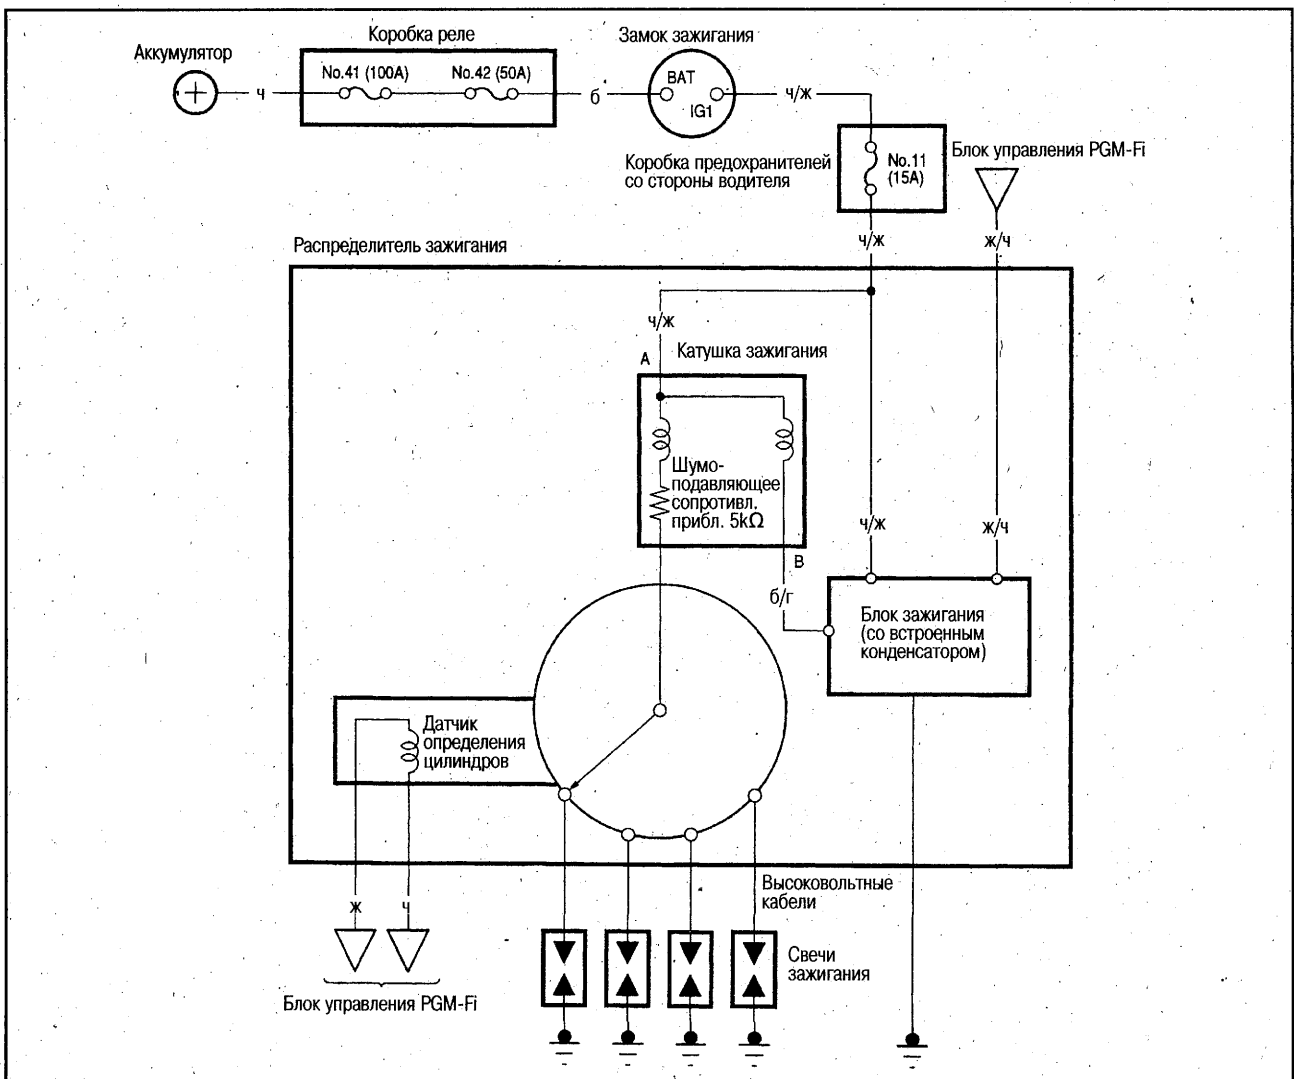 Коробка реле
Замок зажигания
Аккумулятор
No.41 (100A)
No.42 (50A)
BAT
ч
б
ч/ж
IG1
Коробка предохранителей
со стороны водителя
No.11
(15A)
Блок управления PGM-Fi
ч/ж
ж/ч
Распределитель зажигания
ч/ж
A
Катушка зажигания
Шумо-
подавляющее
сопротивл.
прибл. 5kΩ
ч/ж
ж/ч
B
б/г
Блок зажигания
(со встроенным
конденсатором)
Датчик
определения
цилиндров
Высоковольтные
кабели
ж
ч
Свечи
зажигания
Блок управления PGM-Fi